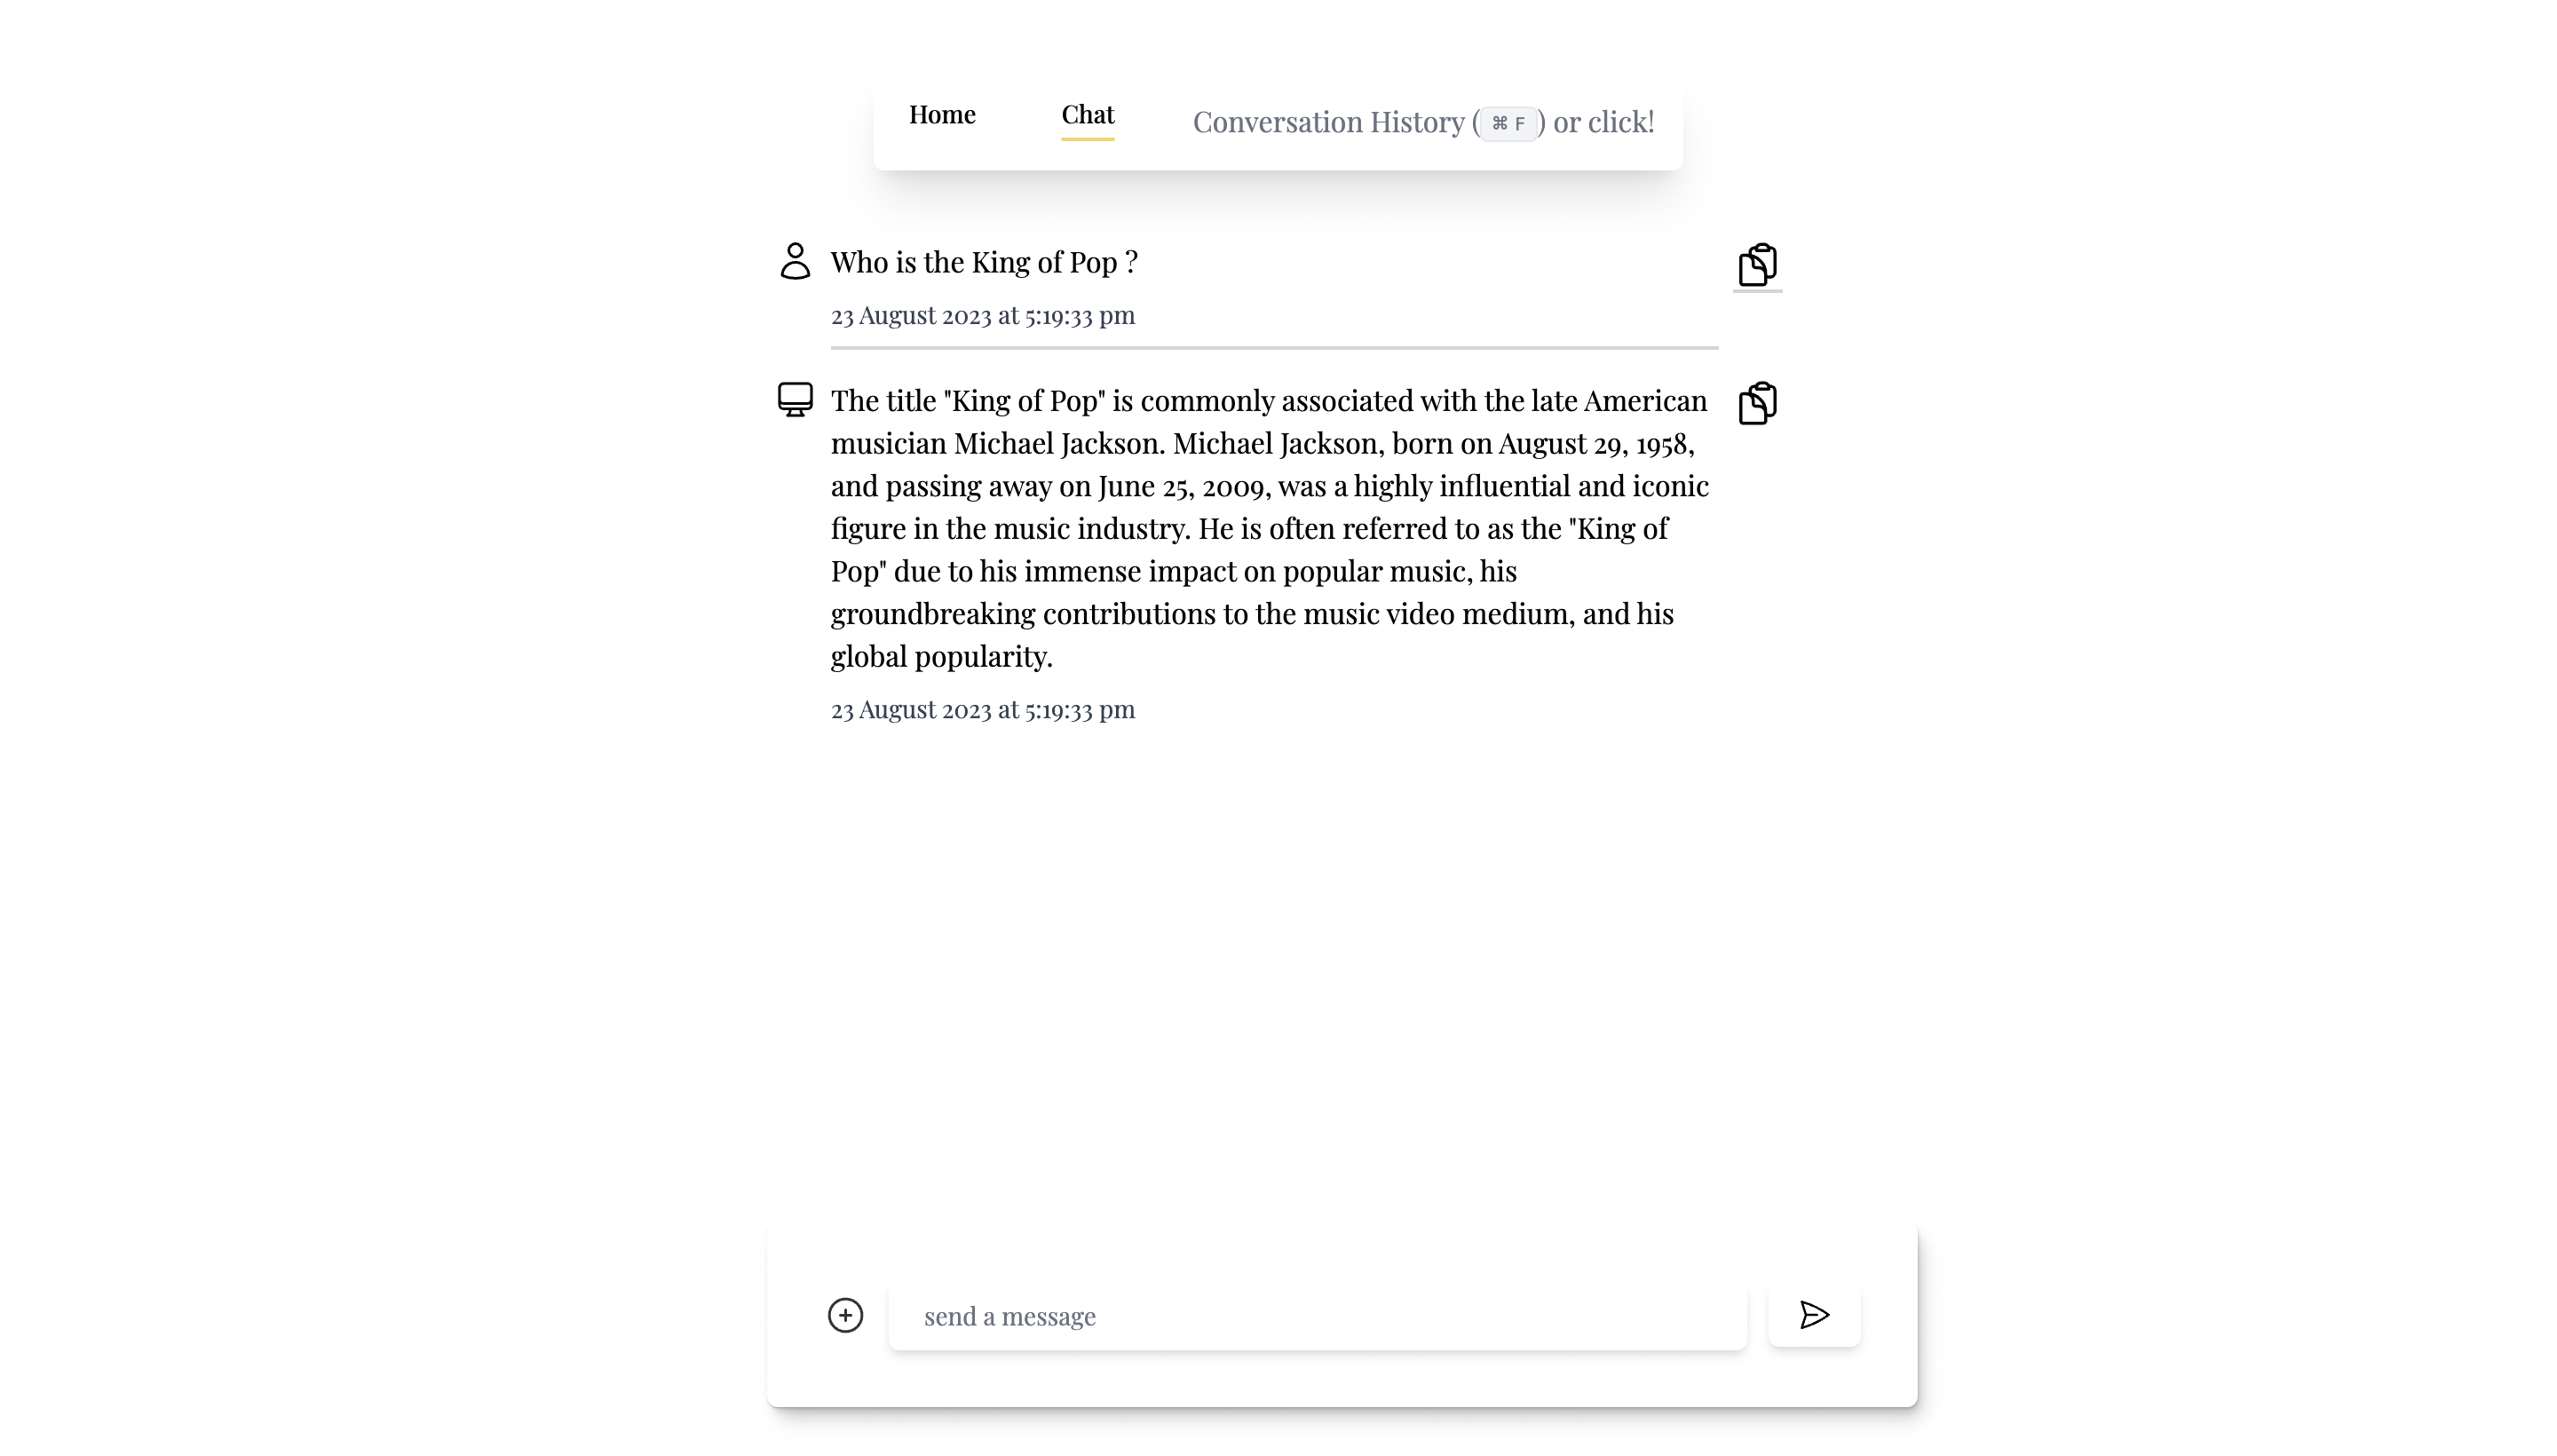 Home Chat Conversation History (⌘ F) or click!
Who is the King of Pop ?
23 August 2023 at 5:19:33 pm
The title "King of Pop" is commonly associated with the late American
musician Michael Jackson. Michael Jackson, born on August 29, 1958,
and passing away on June 25, 2009, was a highly influential and iconic
figure in the music industry. He is often referred to as the "King of
Pop" due to his immense impact on popular music, his
groundbreaking contributions to the music video medium, and his
global popularity.
23 August 2023 at 5:19:33 pm
send a message